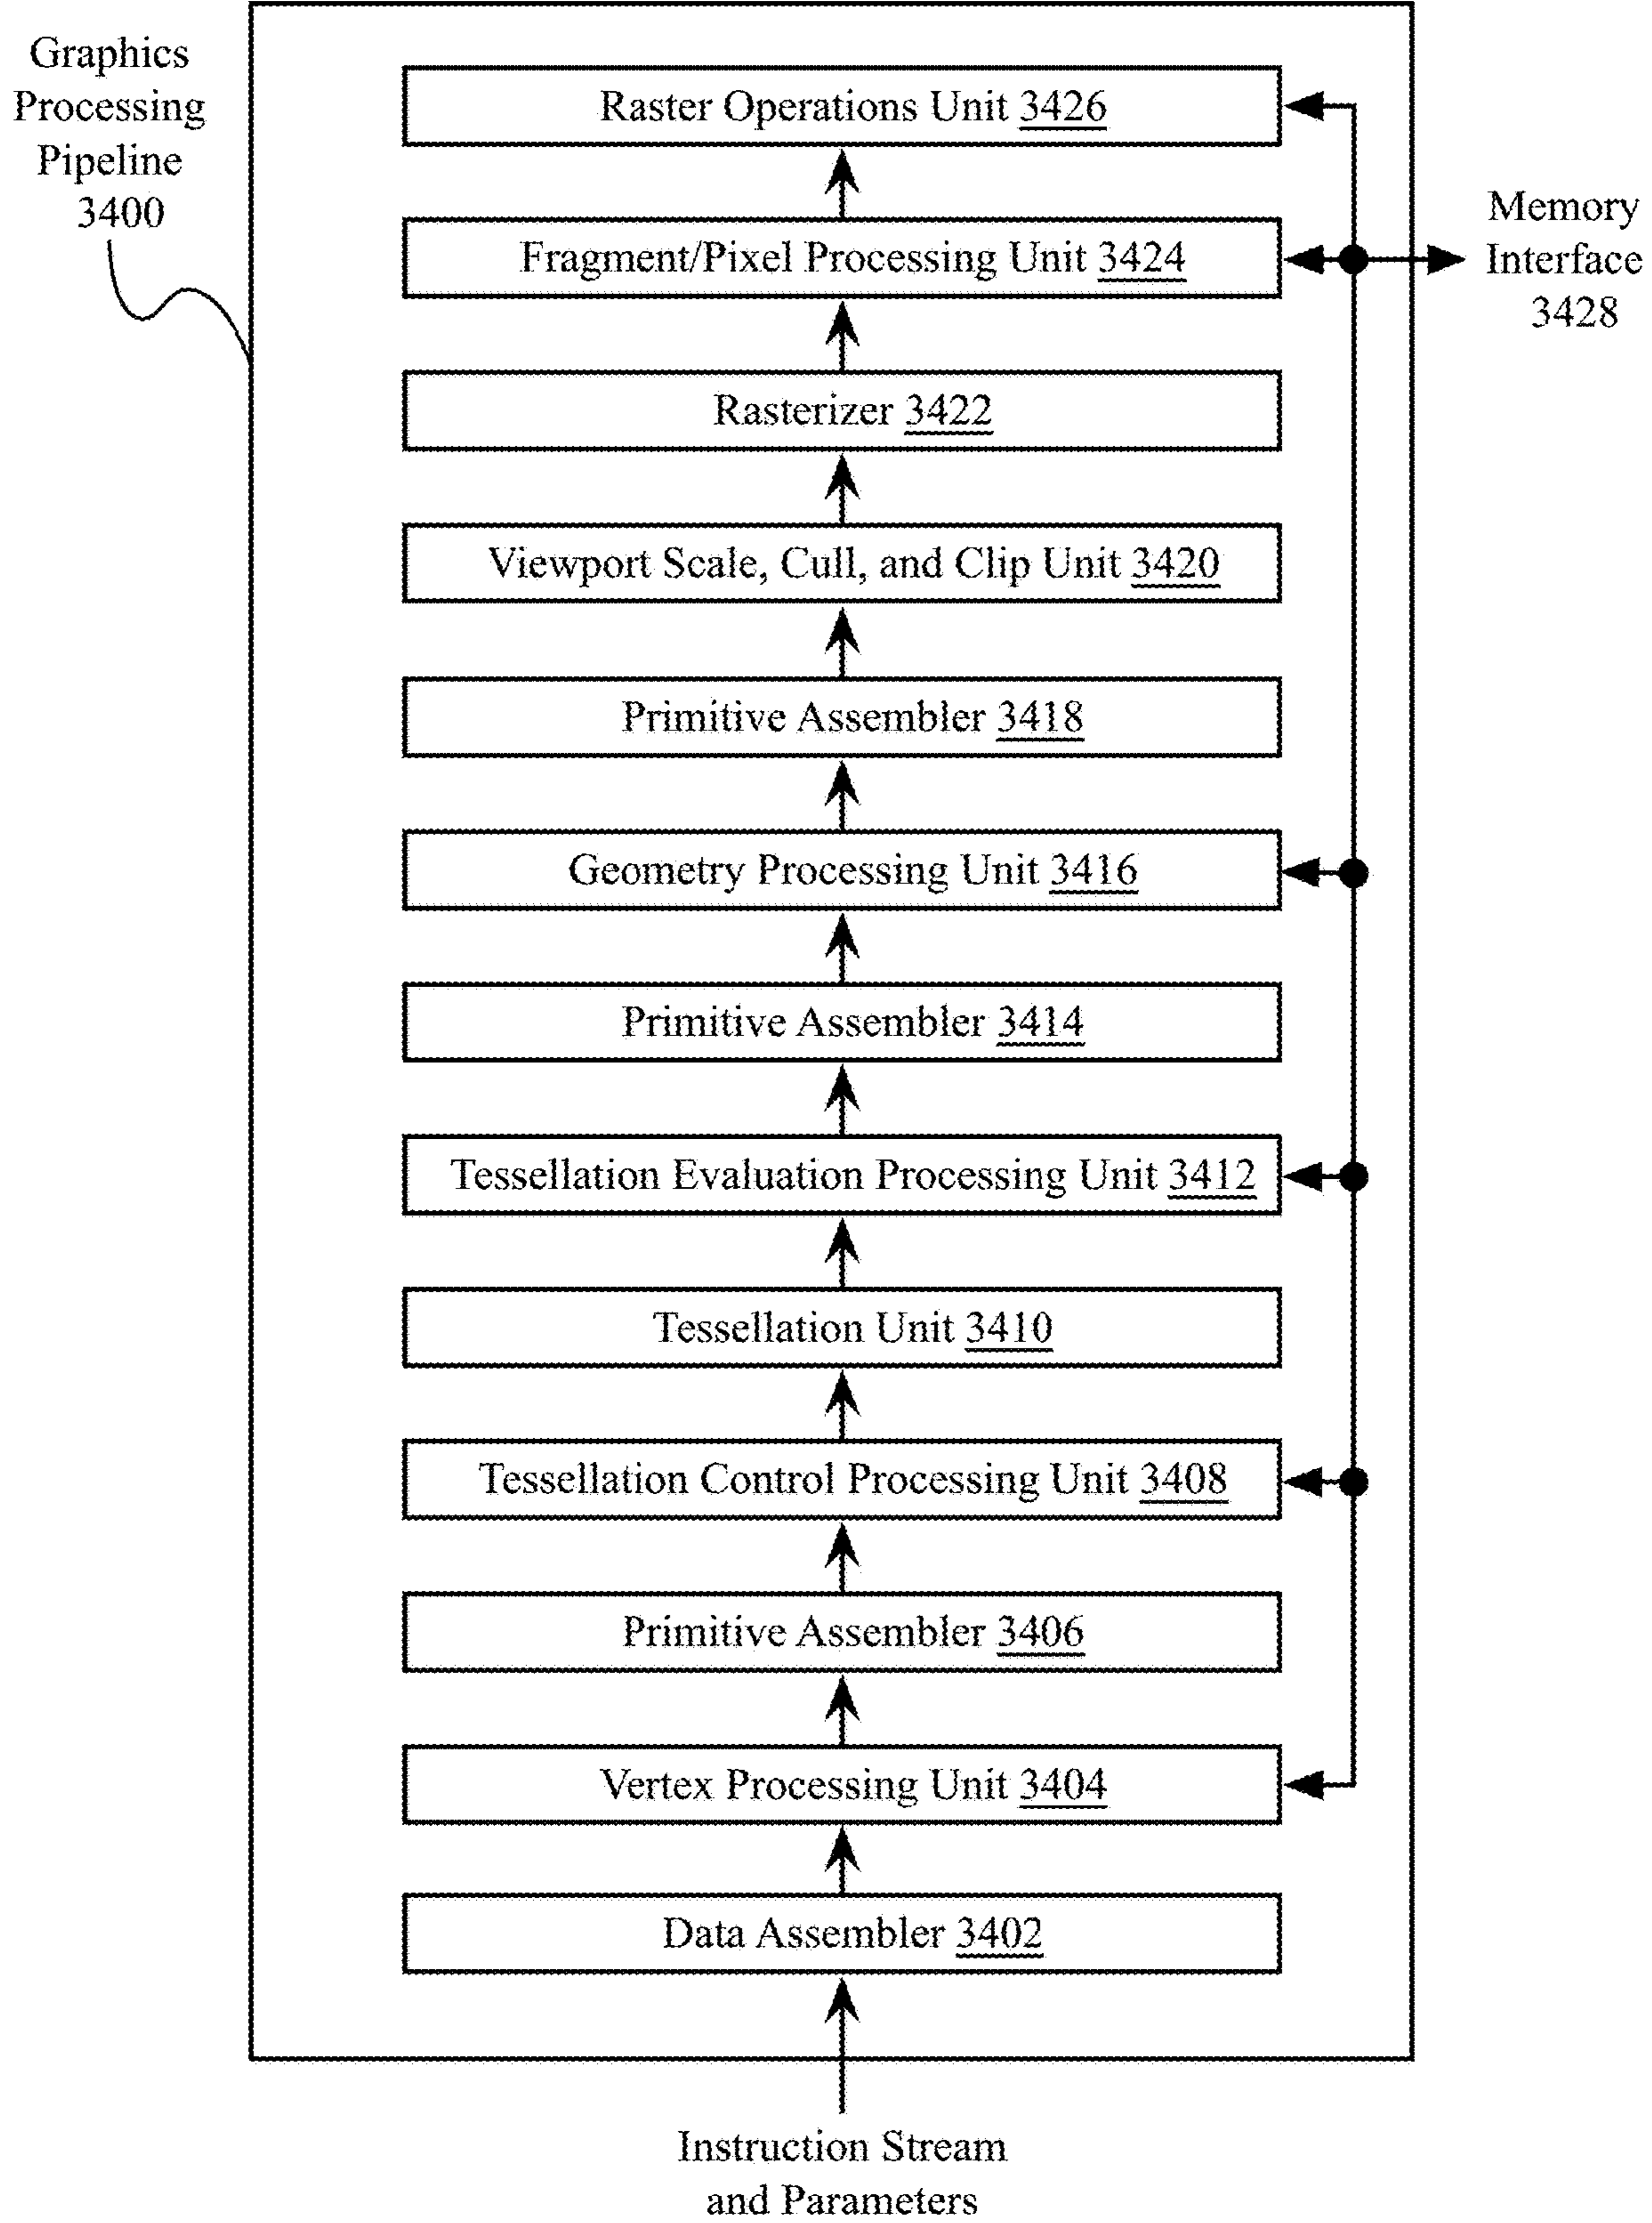 Graphics
Processing
Pipeline
3400
Raster Operations Unit 3426
Fragment/Pixel Processing Unit 3424
Memory
Interface
3428
Rasterizer 3422
Viewport Scale, Cull, and Clip Unit 3420
Primitive Assembler 3418
Geometry Processing Unit 3416
Primitive Assembler 3414
Tessellation Evaluation Processing Unit 3412
Tessellation Unit 3410
Tessellation Control Processing Unit 3408
Primitive Assembler 3406
Vertex Processing Unit 3404
Data Assembler 3402
Instruction Stream
and Parameters